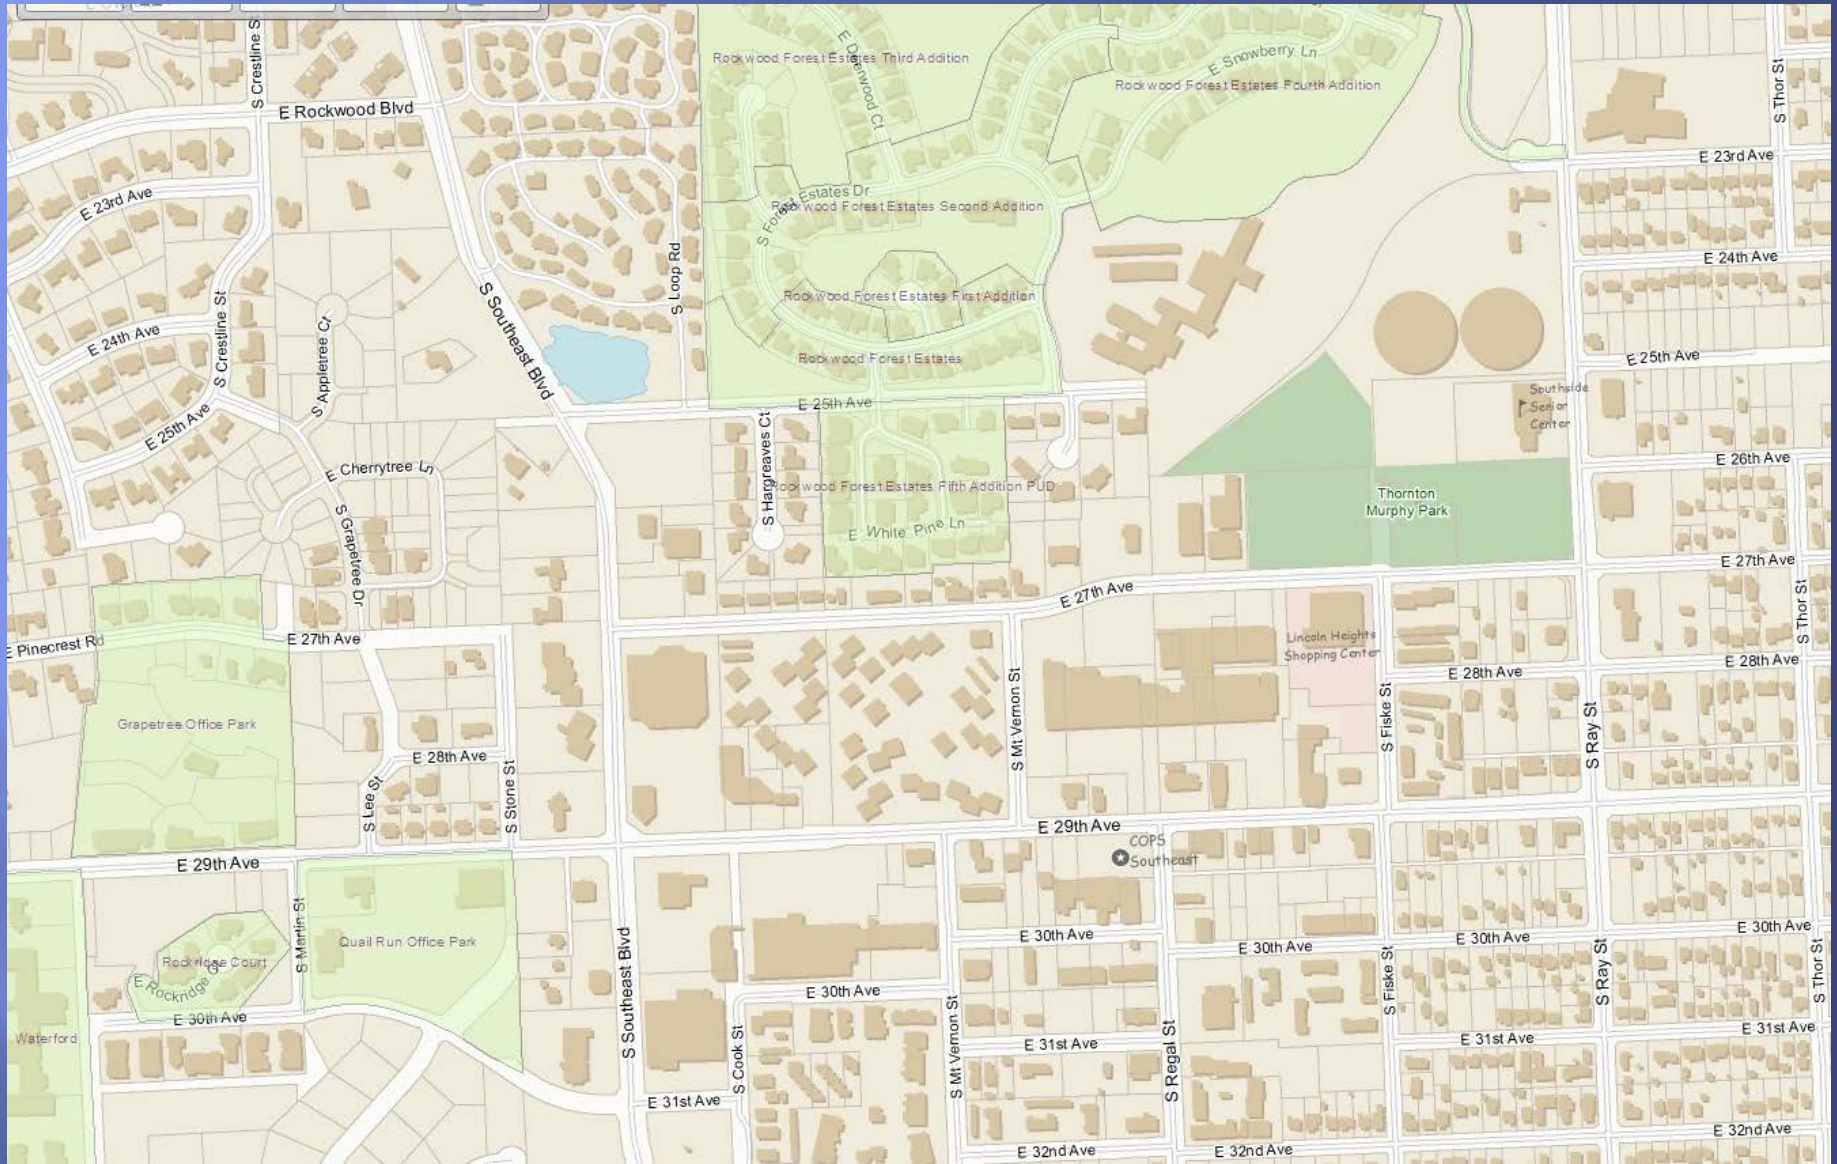 S Crestline St
E Rockwood Blvd
E Deerwood Ct
Rockwood Forest Estates Third Addition
E Snowberry Ln
Rockwood Forest Estates Fourth Addition
S Thor St
E 23rd Ave
E 23rd Ave
S Forest Estates Dr
Rockwood Forest Estates Second Addition
E 24th Ave
S Loop Rd
Rockwood Forest Estates First Addition
S Southeast Blvd
S Crestline St
E 24th Ave
S Appletree Ct
Rockwood Forest Estates
E 25th Ave
Southside
Senior
Center
E 25th Ave
E 25th Ave
S Hargreaves Ct
E Cherrytree Ln
E 26th Ave
Rockwood Forest Estates Fifth Addition PUD
Thornton
Murphy Park
E White Pine Ln
S Grapetree Dr
E 27th Ave
E 27th Ave
S Thor St
E Pinecrest Rd
E 27th Ave
Lincoln Heights
Shopping Center
E 28th Ave
E 28th Ave
S Mt Vernon St
S Fiske St
S Ray St
Grapetree Office Park
E 28th Ave
S Lee St
S Stone St
E 29th Ave
COPS
Southeast
E 29th Ave
S Martin St
Quail Run Office Park
S Southeast Blvd
E 30th Ave
E 30th Ave
E 30th Ave
E 30th Ave
Rockridge Court
E Rockridge Ct
S Fiske St
S Ray St
S Thor St
E 30th Ave
E 30th Ave
Waterford
S Cook St
S Mt Vernon St
S Regal St
E 31st Ave
E 31st Ave
E 31st Ave
E 31st Ave
E 32nd Ave
E 32nd Ave
E 32nd Ave